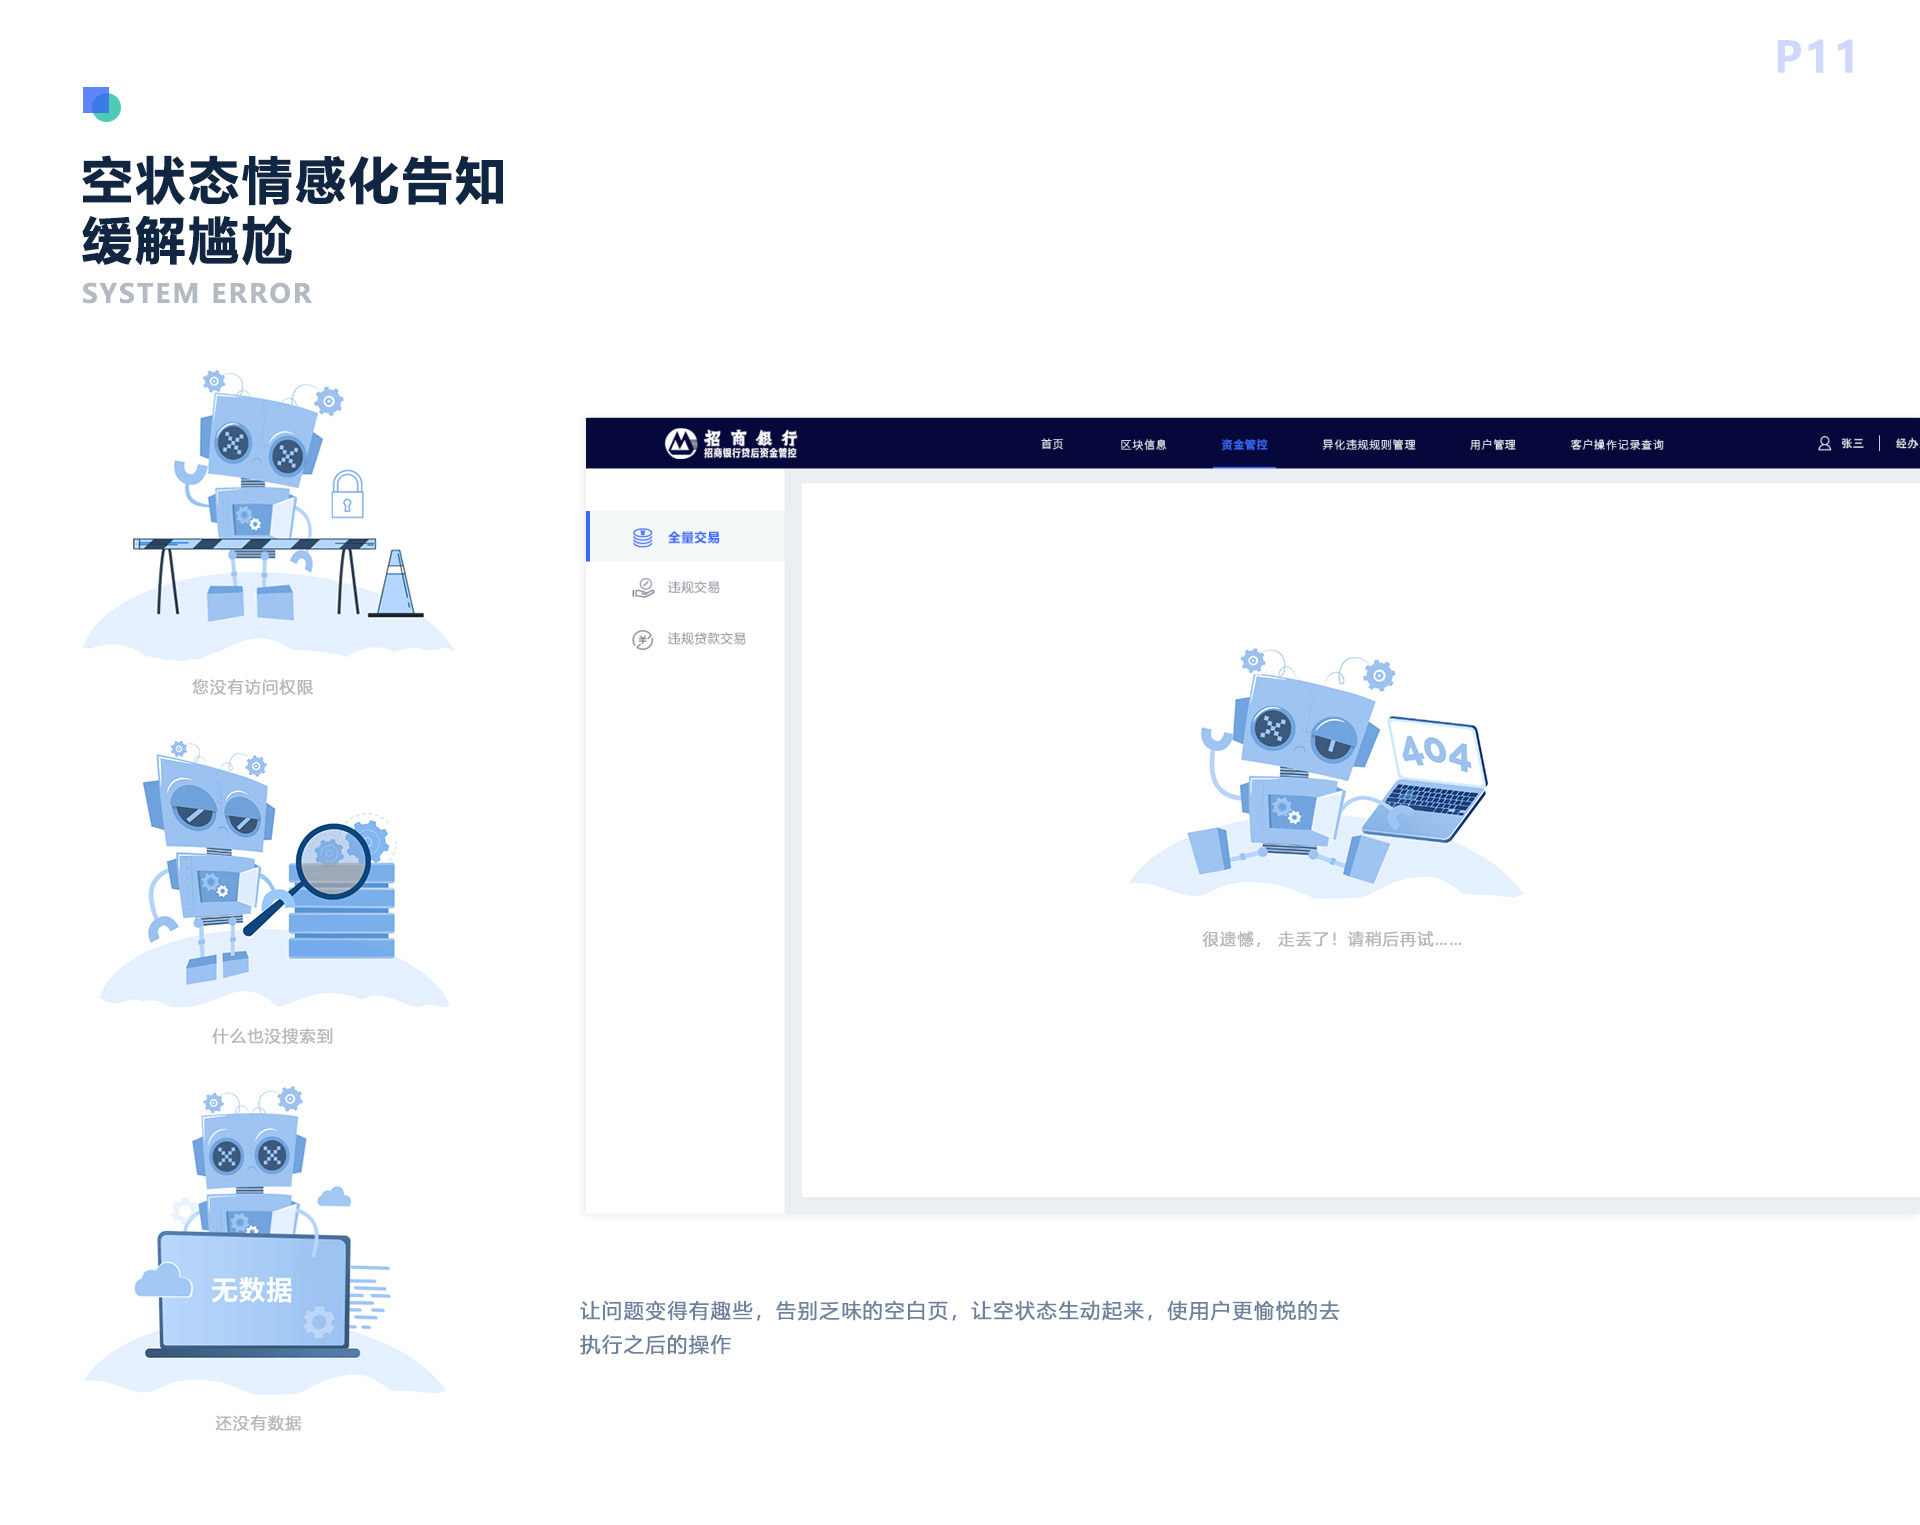 P11
空状态情感化告知
缓解尴尬
SYSTEM ERROR
您没有访问权限
什么也没搜索到
无数据
还没有数据
招商银行
招商银行贷后资金管控
首页
区块信息
资金管控
异化违规规则管理
用户管理
客户操作记录查询
张三
经办
全量交易
违规交易
违规贷款交易
404
很遗憾， 走丢了！请稍后再试......
让问题变得有趣些，告别乏味的空白页，让空状态生动起来，使用户更愉悦的去
执行之后的操作